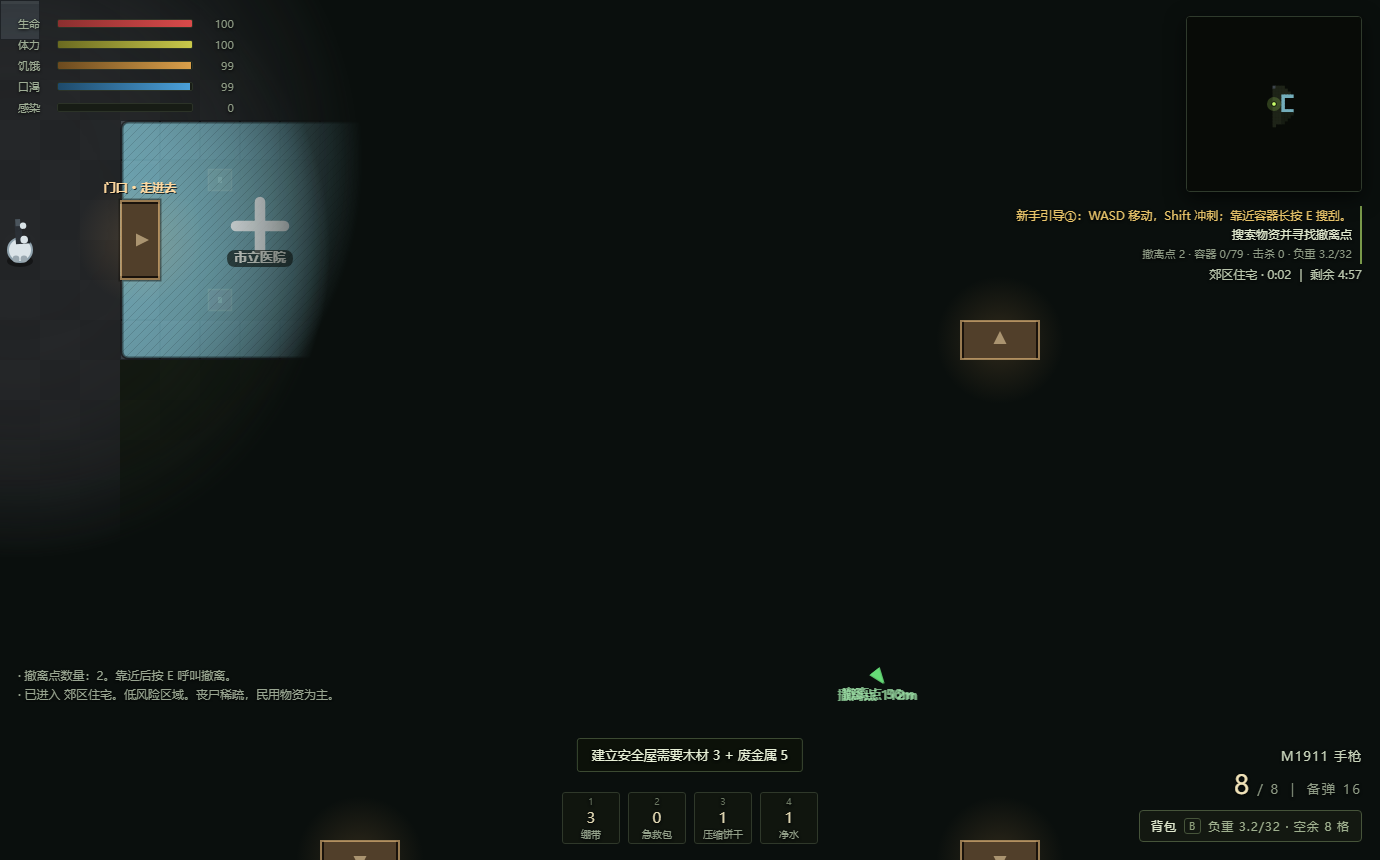 生命 100
体力 100
饥饿 99
口渴 99
感染 0
门口·走进去
市立医院
新手引导①：WASD 移动，Shift 冲刺；靠近容器长按 E 搜刮。
搜索物资并寻找撤离点
撤离点 2 · 容器 0/79 · 击杀 0 · 负重 3.2/32
郊区住宅 · 0:02 | 剩余 4:57
· 撤离点数量：2。靠近后按 E 呼叫撤离。
· 已进入 郊区住宅。低风险区域。丧尸稀疏，民用物资为主。
建立安全屋需要木材 3 + 废金属 5
1 2 3 4
3 0 1 1
绷带 急救包 压缩饼干 净水
M1911 手枪
8 / 8 | 备弹 16
背包 B 负重 3.2/32 · 空余 8 格